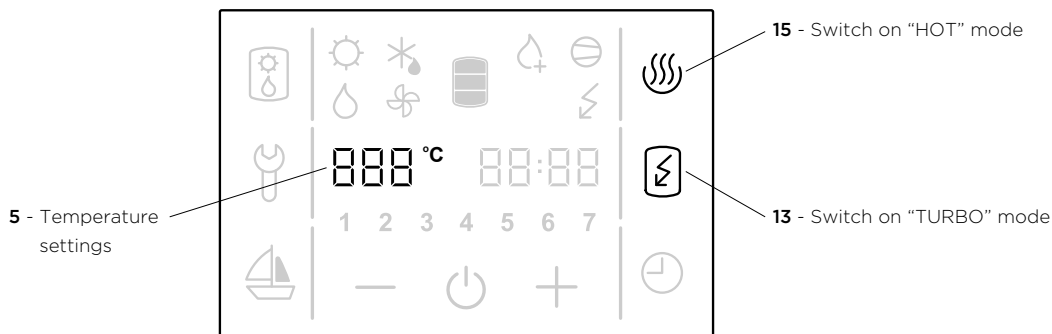 15 - Switch on “HOT” mode
888 °C 88:88
5 - Temperature
settings
1 2 3 4 5 6 7
13 - Switch on “TURBO” mode